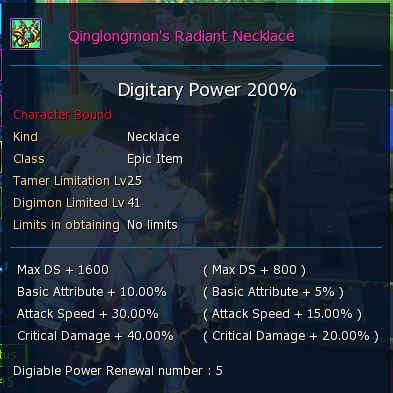 Qinglongmon's Radiant Necklace
Digitary Power 200%
Character Bound
Kind Necklace
Class Epic Item
Tamer Limitation Lv 25
Digimon Limited Lv 41
Limits in obtaining No limits
Max DS + 1600 ( Max DS + 800 )
Basic Attribute + 10.00% ( Basic Attribute + 5% )
Attack Speed + 30.00% ( Attack Speed + 15.00% )
Critical Damage + 40.00% ( Critical Damage + 20.00% )
Digiable Power Renewal number : 5